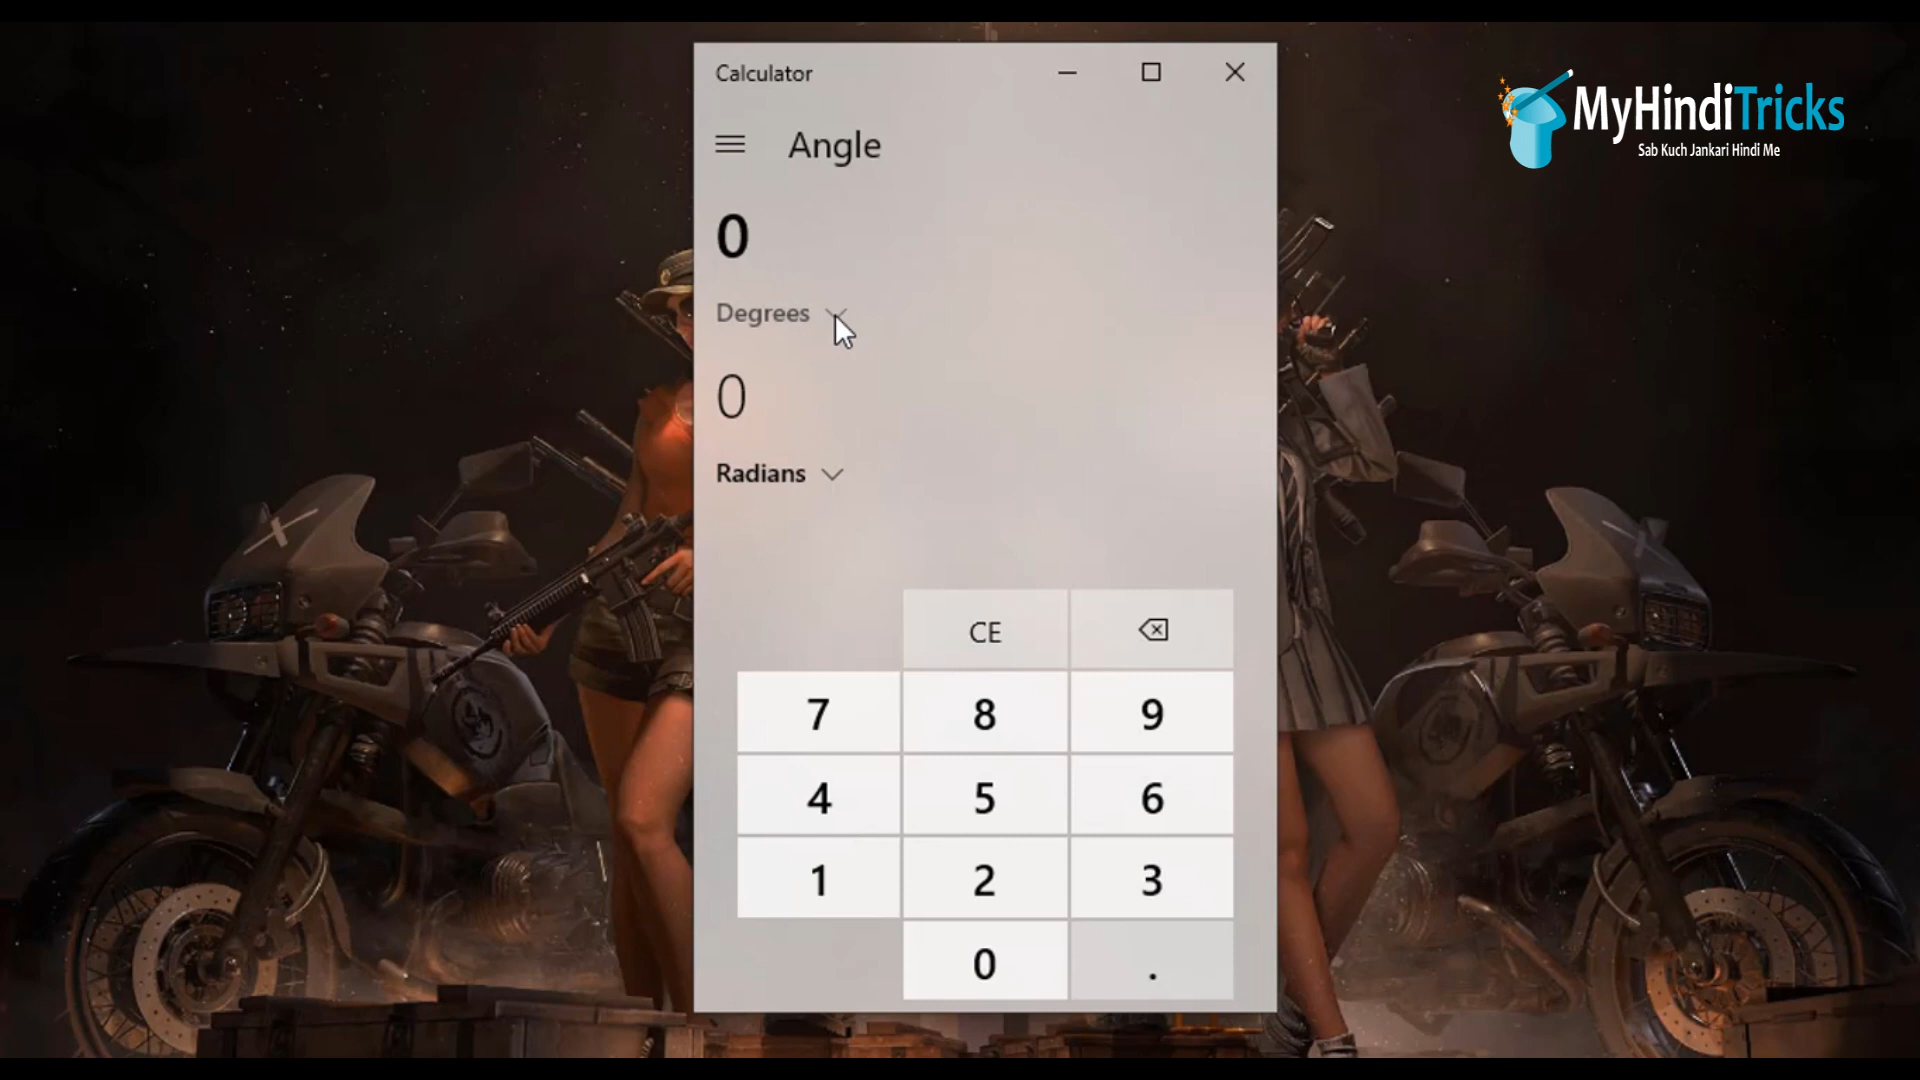 Calculator
MyHindiTricks
Sab Kuch Jankari Hindi Me
Angle
0
Degrees
0
Radians
CE
7 8 9
4 5 6
1 2 3
0 .